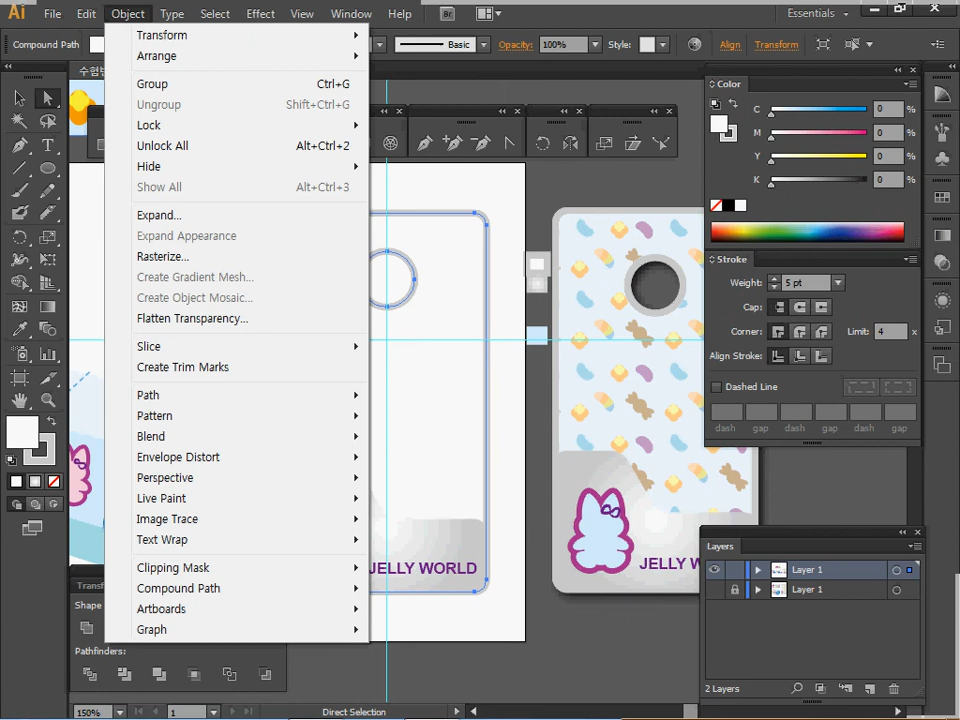 Ai File Edit Object Type Select Effect View Window Help Br Essentials
Compound Path Basic Opacity: 100% Style: Align Transform
Transform
Arrange
Group Ctrl+G
Ungroup Shift+Ctrl+G
Lock
Unlock All Alt+Ctrl+2
Hide
Show All Alt+Ctrl+3
Expand...
Expand Appearance
Rasterize...
Create Gradient Mesh...
Create Object Mosaic...
Flatten Transparency...
Slice
Create Trim Marks
Path
Pattern
Blend
Envelope Distort
Perspective
Live Paint
Image Trace
Text Wrap
Clipping Mask
Compound Path
Artboards
Graph
Color
C 0 %
M 0 %
Y 0 %
K 0 %
Stroke
Weight: 5 pt
Cap:
Corner: Limit: 4 x
Align Stroke:
Dashed Line
dash gap dash gap dash gap
JELLY WORLD
JELLY W
Layers
Layer 1
Layer 1
2 Layers
Transf
Shape
Pathfinders:
150% 1 Direct Selection